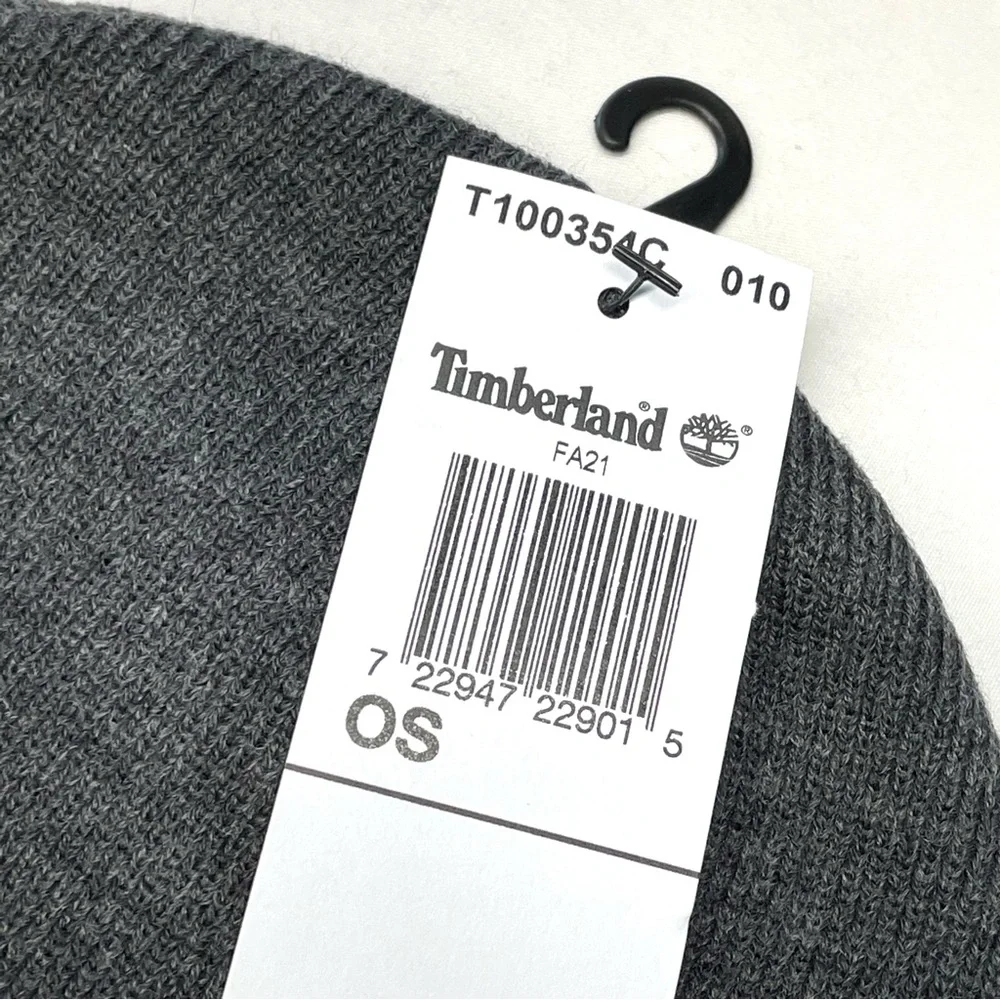 T100354C 010
Timberland® ®
FA21
7 22947 22901 5
OS